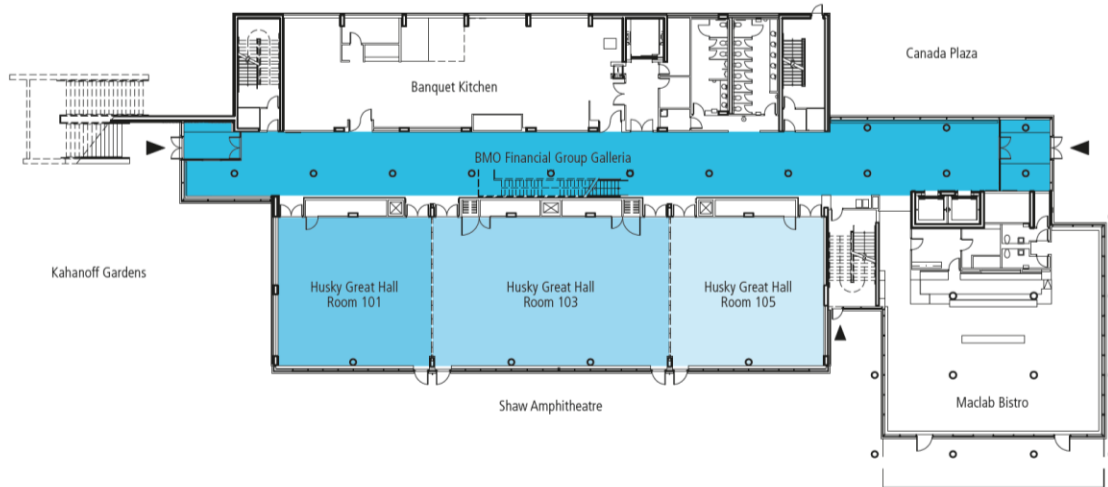 Canada Plaza
Banquet Kitchen
BMO Financial Group Galleria
Kahanoff Gardens
Husky Great Hall
Room 101
Husky Great Hall
Room 103
Husky Great Hall
Room 105
Shaw Amphitheatre
Maclab Bistro